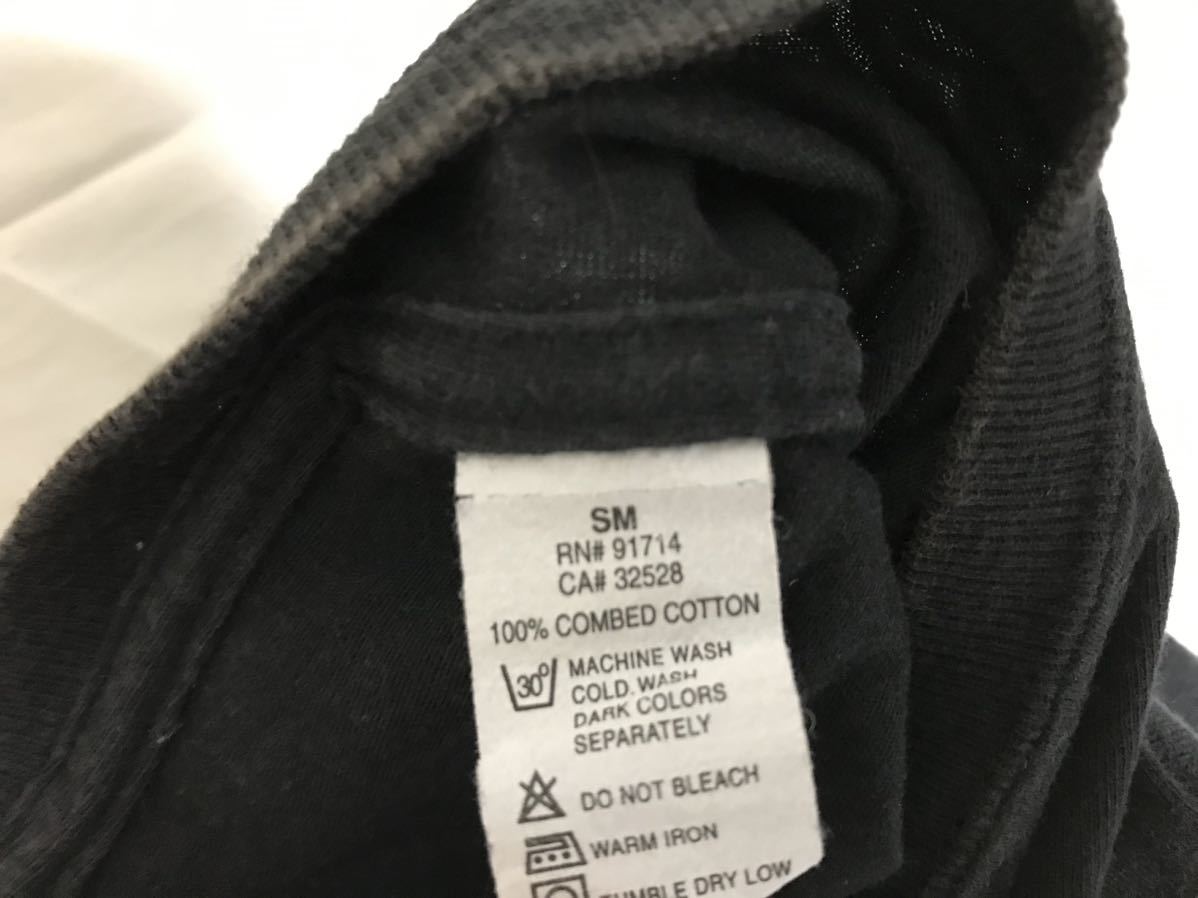 SM
RN# 91714
CA# 32528
100% COMBED COTTON
30° MACHINE WASH
COLD. WASH
DARK COLORS
SEPARATELY
DO NOT BLEACH
WARM IRON
TUMBLE DRY LOW